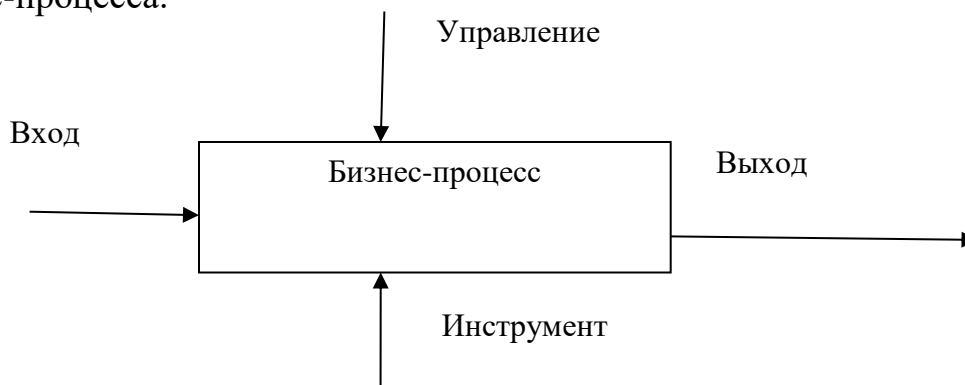 -процесса.
Управление
Вход
Бизнес-процесс
Выход
Инструмент